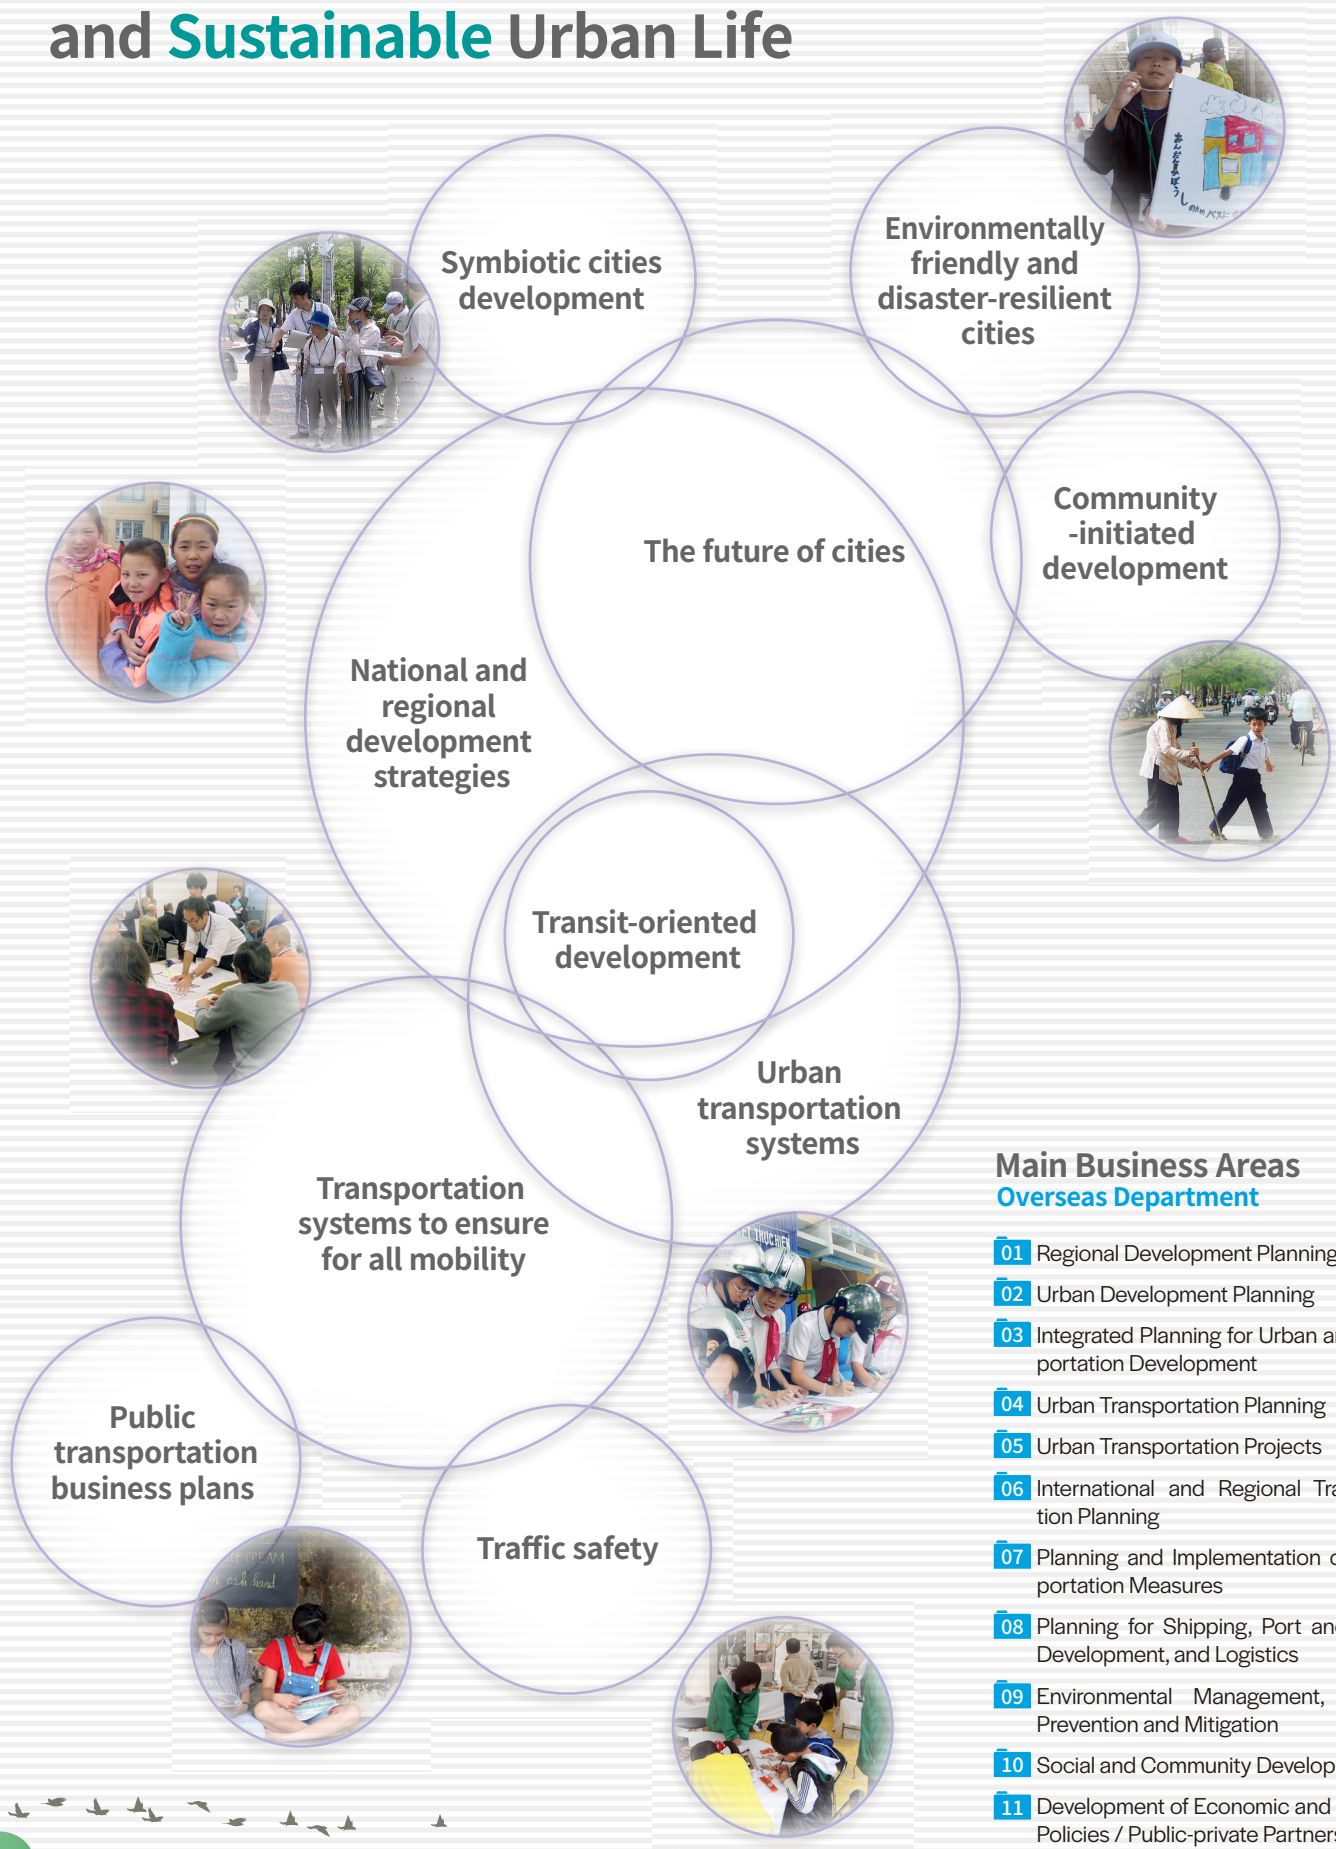 and Sustainable Urban Life
Symbiotic cities
development
Environmentally
friendly and
disaster-resilient
cities
Community
-initiated
development
The future of cities
National and
regional
development
strategies
Transit-oriented
development
Urban
transportation
systems
Transportation
systems to ensure
for all mobility
Public
transportation
business plans
Traffic safety
CREAM
each hand
THUC HIEN
Main Business Areas
Overseas Department
01 Regional Development Planning
02 Urban Development Planning
03 Integrated Planning for Urban
portation Development
04 Urban Transportation Planning
05 Urban Transportation Projects
06 International and Regional
tion Planning
07 Planning and Implementation
portation Measures
08 Planning for Shipping, Port
Development, and Logistics
09 Environmental Management,
Prevention and Mitigation
10 Social and Community
11 Development of Economic and
Policies / Public-private